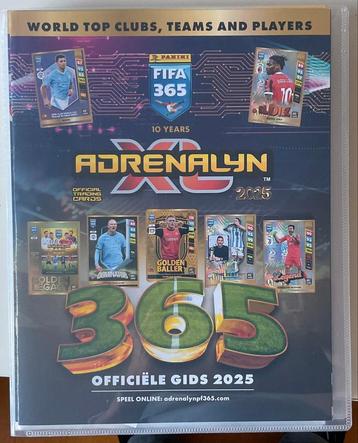 WORLD TOP CLUBS, TEAMS AND PLAYERS
PANINI
FIFA
365
10 YEARS
ADRENALYN
XL™
OFFICIAL
TRADING
CARDS
2025
GOLDEN
BALLER
365
OFFICIËLE GIDS 2025
SPEEL ONLINE: adrenalynpf365.com